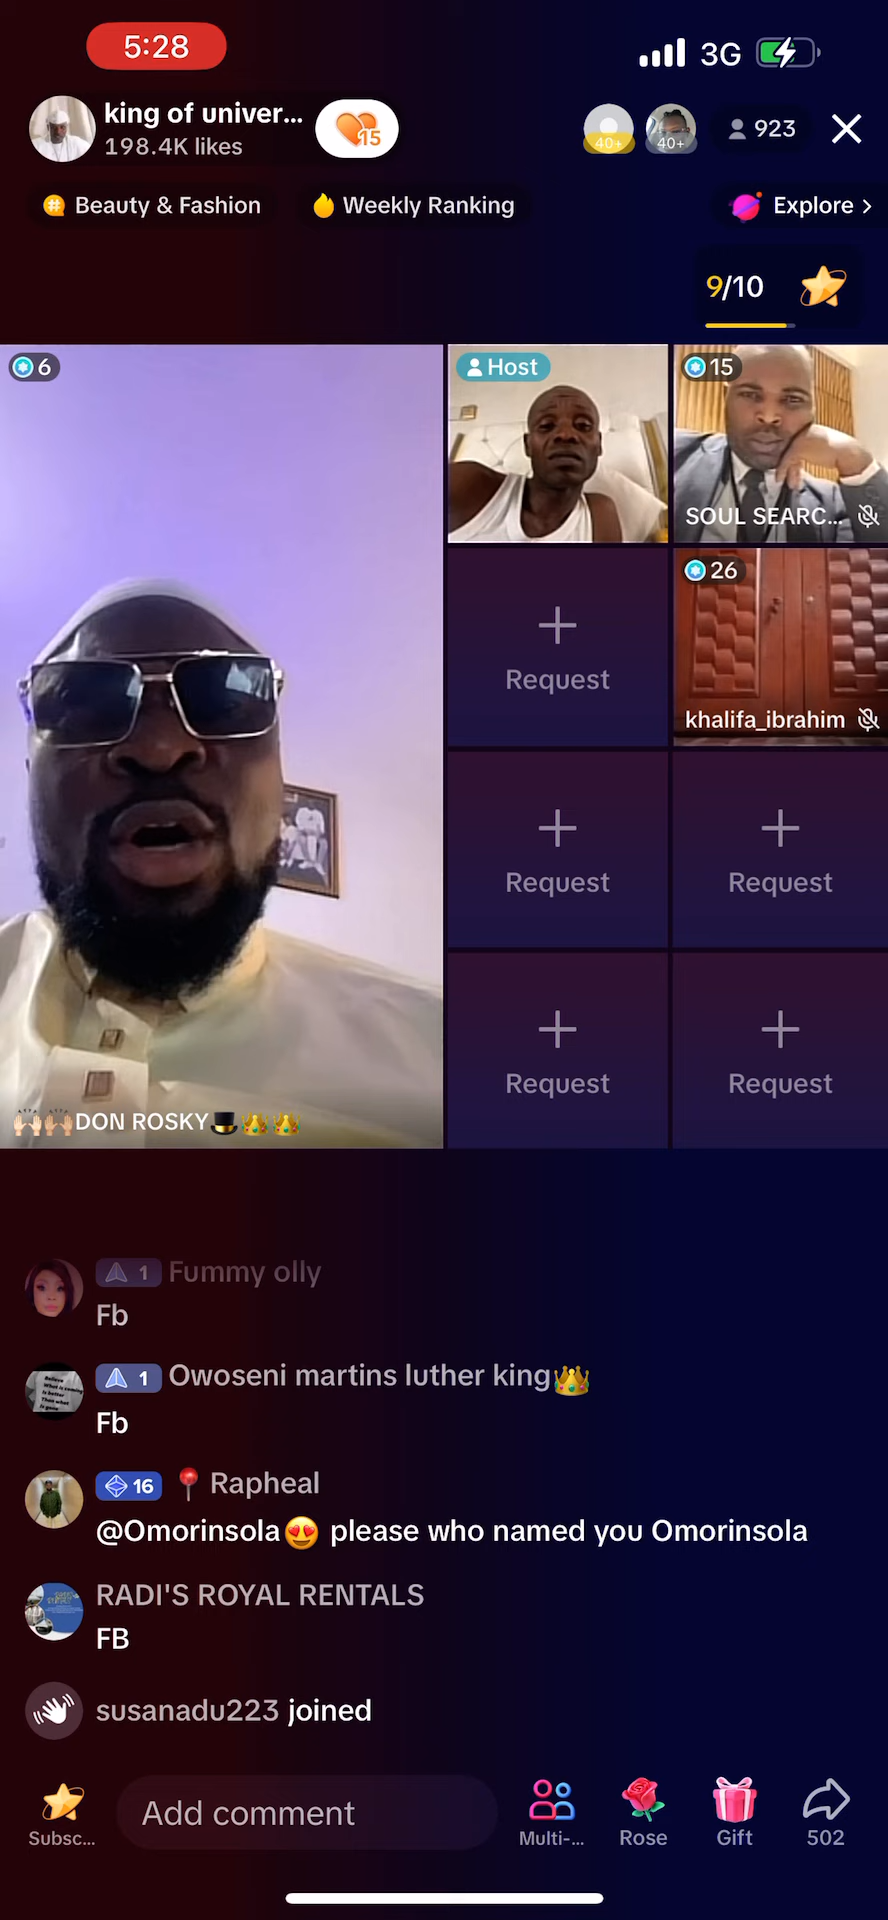 5:28
3G
king of univer...
198.4K likes
15
40+
40+
923
Beauty & Fashion
Weekly Ranking
Explore >
9/10
6
Host
15
SOUL SEARC...
Request
26
khalifa_ibrahim
Request
Request
Request
Request
🙌🏻🙌🏽DON ROSKY🎩👑👑
1 Fummy olly
Fb
1 Owoseni martins luther king👑
Fb
16 📍 Rapheal
@Omorinsola😍 please who named you Omorinsola
RADI'S ROYAL RENTALS
FB
susanadu223 joined
Subsc...
Add comment
Multi-...
Rose
Gift
502